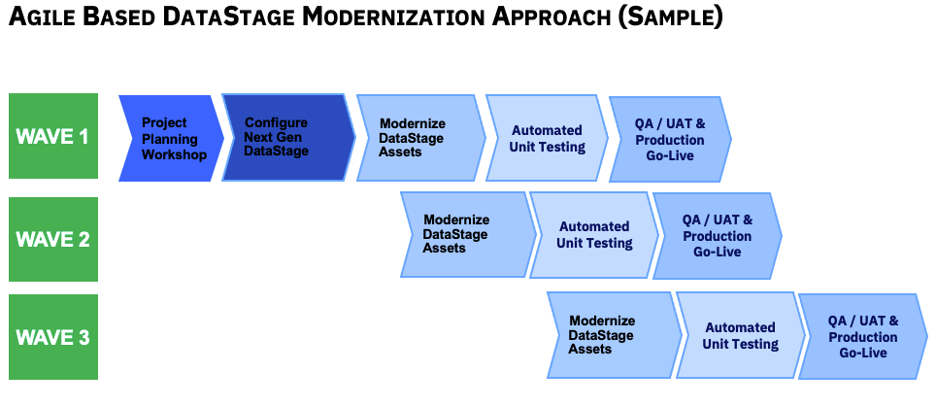 AGILE BASED DATASTAGE MODERNIZATION APPROACH (SAMPLE)
WAVE 1
Project
Planning
Workshop
Configure
Next Gen
DataStage
Modernize
DataStage
Assets
Automated
Unit Testing
QA / UAT &
Production
Go-Live
WAVE 2
Modernize
DataStage
Assets
Automated
Unit Testing
QA / UAT &
Production
Go-Live
WAVE 3
Modernize
DataStage
Assets
Automated
Unit Testing
QA / UAT &
Production
Go-Live